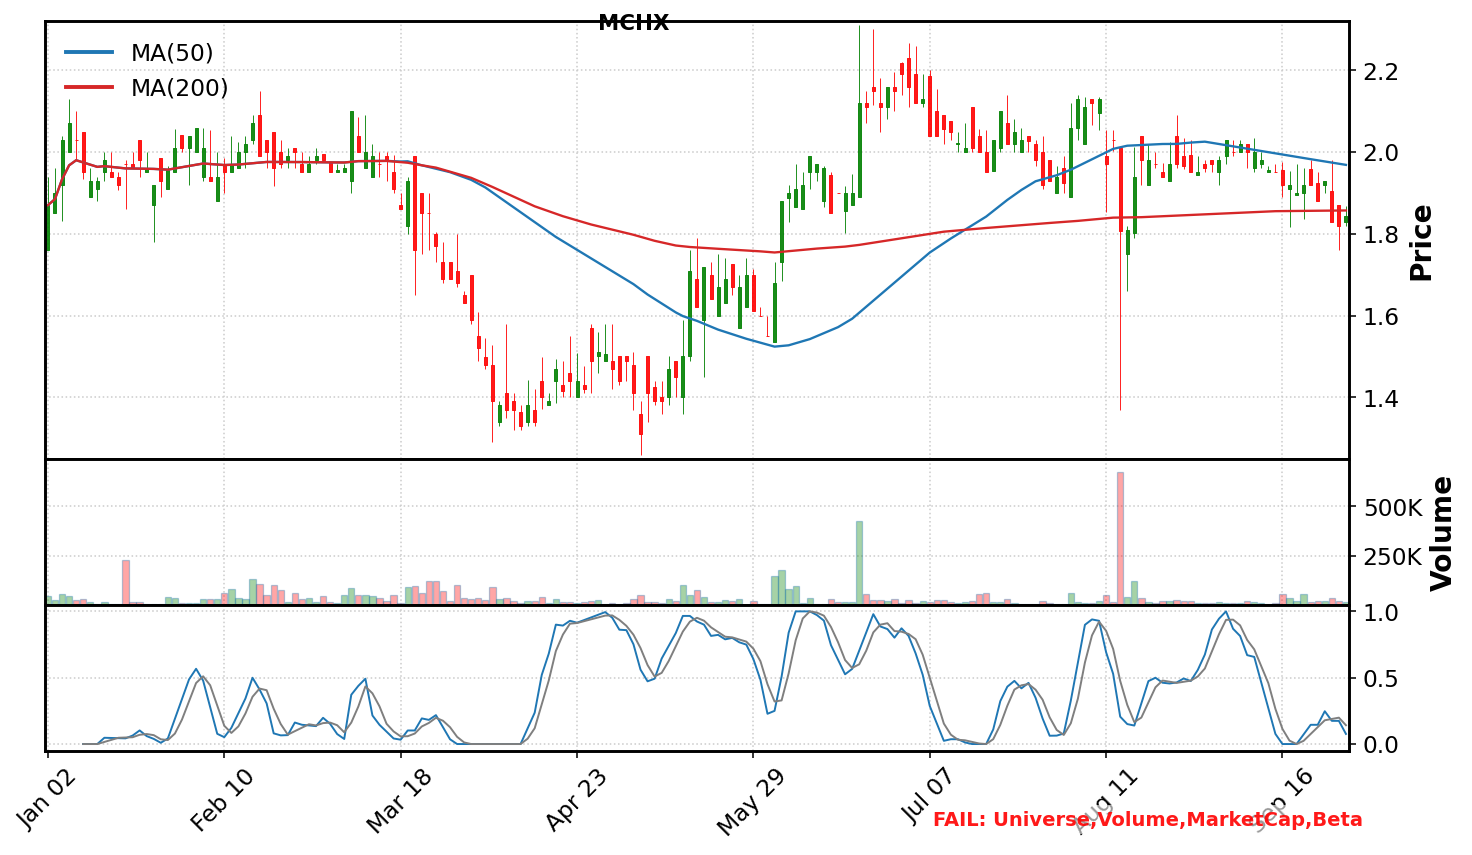 MCHX
MA(50)
MA(200)
2.2
2.0
1.8
1.6
1.4
Price
500K
250K
Volume
1.0
0.5
0.0
Jan 02
Feb 10
Mar 18
Apr 23
May 29
Jul 07
Aug 11
Sep 16
FAIL: Universe,Volume,MarketCap,Beta